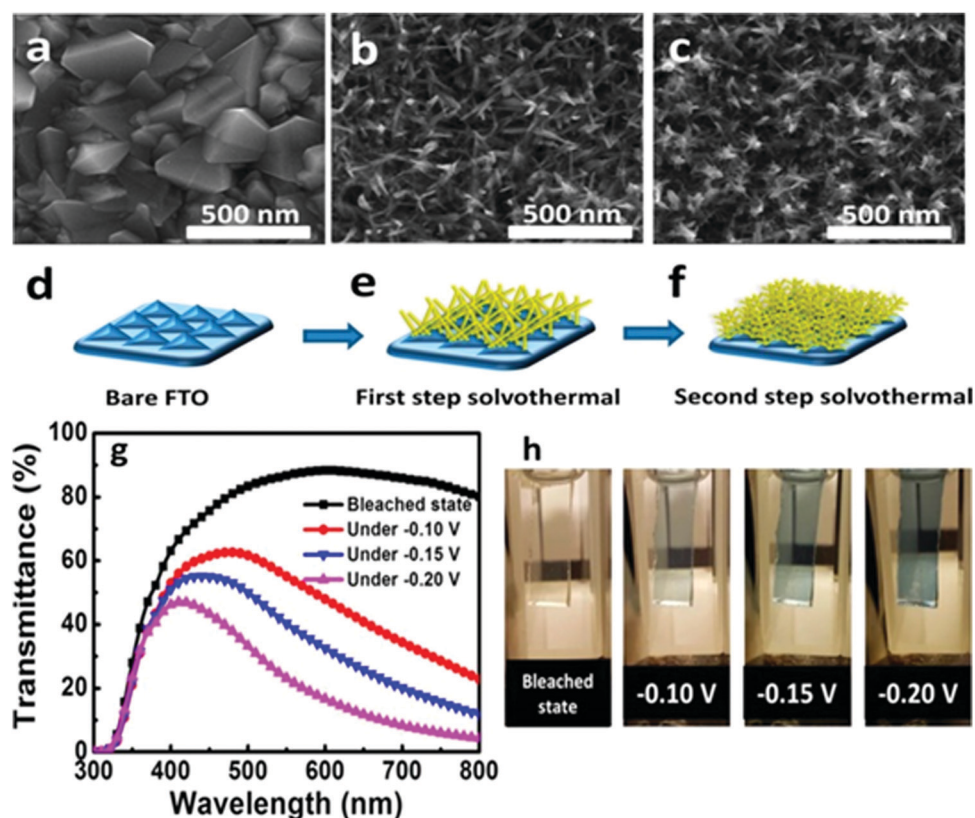 a
b
c
500 nm
500 nm
500 nm
d
e
f
Bare FTO
First step solvothermal
Second step solvothermal
g
Transmittance (%)
100
80
60
40
20
0
Bleached state
Under -0.10 V
Under -0.15 V
Under -0.20 V
300 400 500 600 700 800
Wavelength (nm)
h
Bleached
state
-0.10 V
-0.15 V
-0.20 V